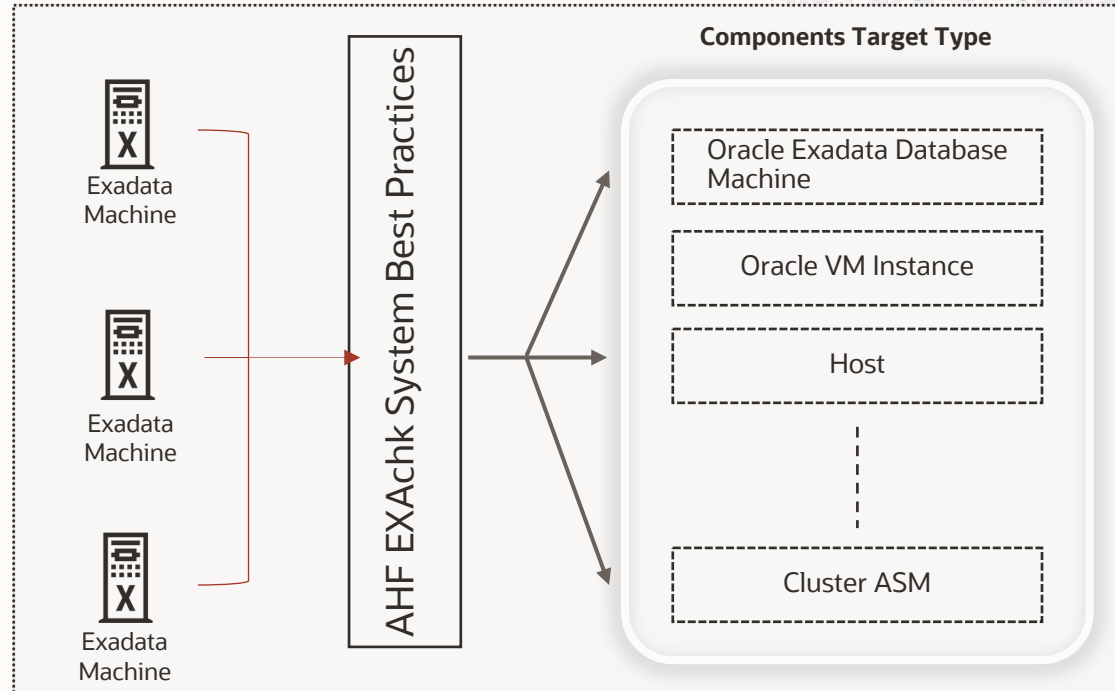 Components Target Type
X
Exadata
Machine
X
Exadata
Machine
X
Exadata
Machine
AHF EXAchk System Best Practices
Oracle Exadata Database
Machine
Oracle VM Instance
Host
Cluster ASM